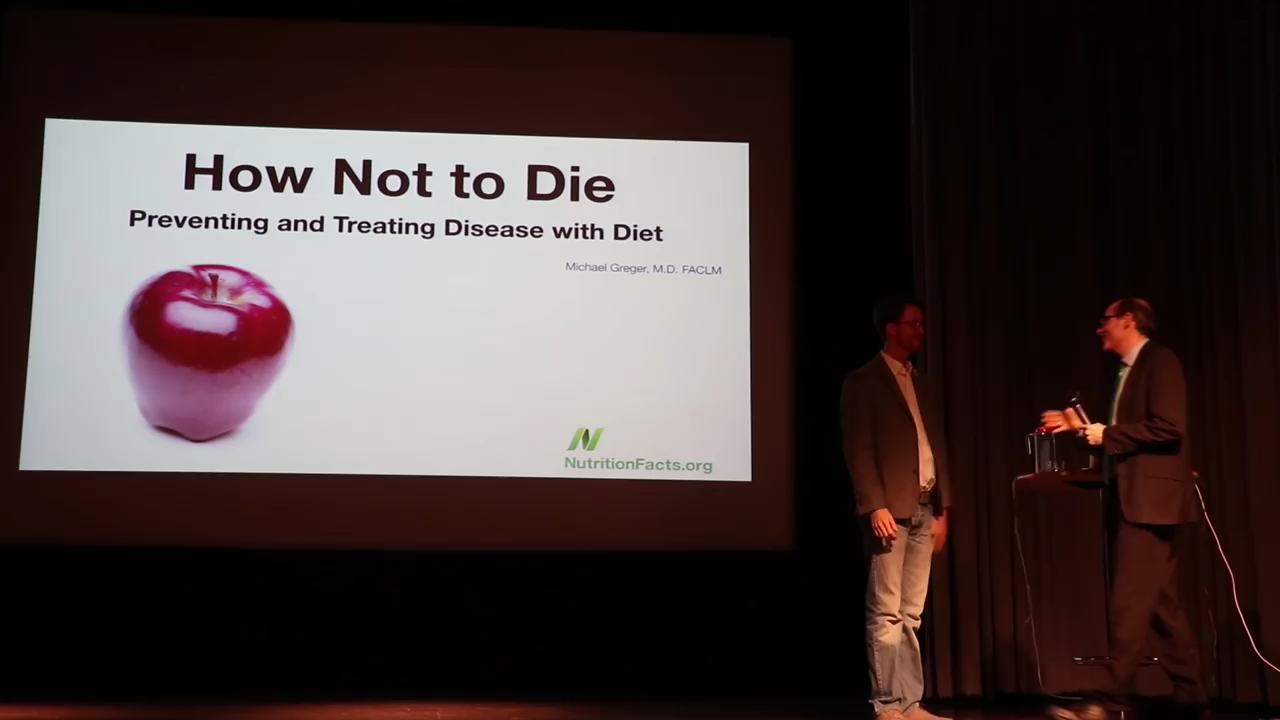 How Not to Die
Preventing and Treating Disease with Diet
Michael Greger, M.D. FACLM
NutritionFacts.org